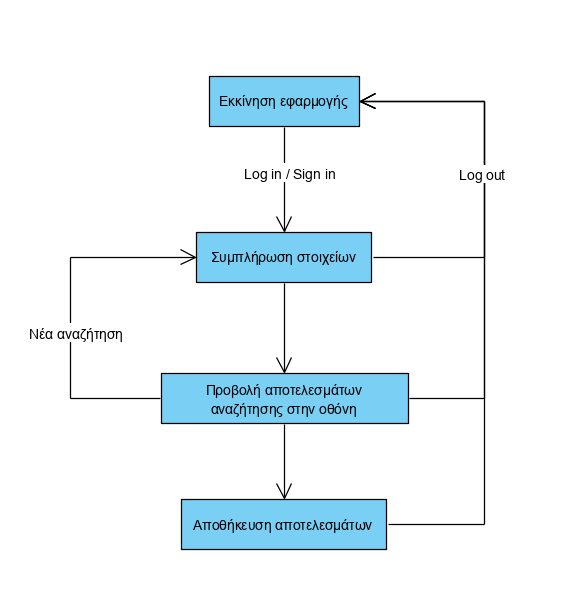 Εκκίνηση εφαρμογής
Log in / Sign in
Log out
Συμπλήρωση στοιχείων
Νέα αναζήτηση
Προβολή αποτελεσμάτων
αναζήτησης στην οθόνη
Αποθήκευση αποτελεσμάτων